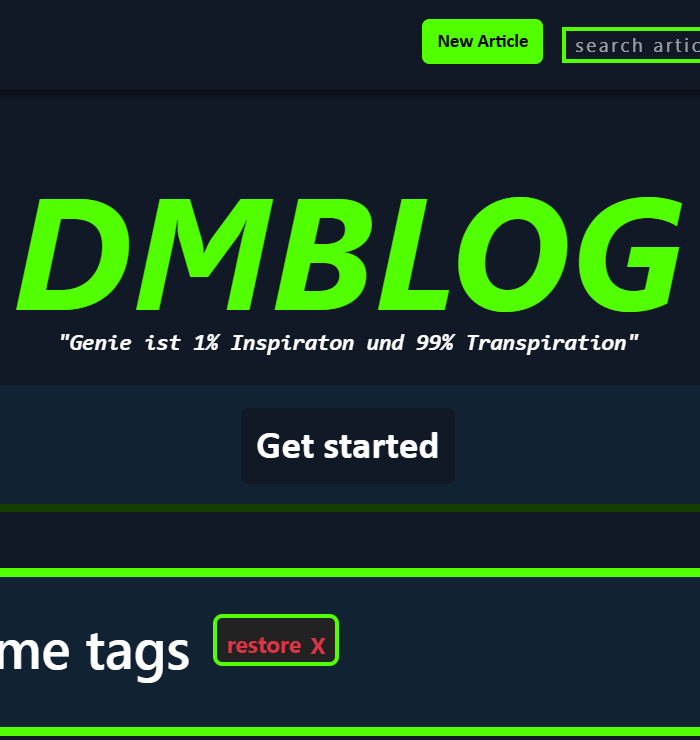 New Article
search artic
DMBLOG
"Genie ist 1% Inspiraton und 99% Transpiration"
Get started
me tags
restore X